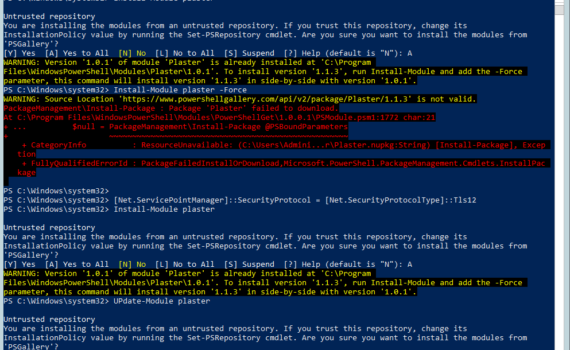 Untrusted repository
You are installing the modules from an untrusted repository. If you trust this repository, change its
InstallationPolicy value by running the Set-PSRepository cmdlet. Are you sure you want to install the modules from
'PSGallery'?
[Y] Yes  [A] Yes to All  [N] No  [L] No to All  [S] Suspend  [?] Help (default is "N"): A
WARNING: Version '1.0.1' of module 'Plaster' is already installed at 'C:\Program
Files\WindowsPowerShell\Modules\Plaster\1.0.1'. To install version '1.1.3', run Install-Module and add the -Force
parameter, this command will install version '1.1.3' in side-by-side with version '1.0.1'.
PS C:\Windows\system32> Install-Module plaster -Force
WARNING: Source Location 'https://www.powershellgallery.com/api/v2/package/Plaster/1.1.3' is not valid.
PackageManagement\Install-Package : Package 'Plaster' failed to download.
At C:\Program Files\WindowsPowerShell\Modules\PowerShellGet\1.0.0.1\PSModule.psm1:1772 char:21
+ ...          $null = PackageManagement\Install-Package @PSBoundParameters
+                      ~~~~~~~~~~~~~~~~~~~~~~~~~~~~~~~~~~~~~~~~~~~~~~~~~~~~
    + CategoryInfo          : ResourceUnavailable: (C:\Users\Admini...e\Plaster.nupkg:String) [Install-Package], Excep
   tion
    + FullyQualifiedErrorId : PackageFailedInstallOrDownload,Microsoft.PowerShell.PackageManagement.Cmdlets.InstallPac
   kage
PS C:\Windows\system32>
PS C:\Windows\system32> [Net.ServicePointManager]::SecurityProtocol = [Net.SecurityProtocolType]::Tls12
PS C:\Windows\system32> Install-Module plaster
Untrusted repository
You are installing the modules from an untrusted repository. If you trust this repository, change its
InstallationPolicy value by running the Set-PSRepository cmdlet. Are you sure you want to install the modules from
'PSGallery'?
[Y] Yes  [A] Yes to All  [N] No  [L] No to All  [S] Suspend  [?] Help (default is "N"): A
WARNING: Version '1.0.1' of module 'Plaster' is already installed at 'C:\Program
Files\WindowsPowerShell\Modules\Plaster\1.0.1'. To install version '1.1.3', run Install-Module and add the -Force
parameter, this command will install version '1.1.3' in side-by-side with version '1.0.1'.
PS C:\Windows\system32> UPdate-Module plaster
Untrusted repository
You are installing the modules from an untrusted repository. If you trust this repository, change its
InstallationPolicy value by running the Set-PSRepository cmdlet. Are you sure you want to install the modules from
'PSGallery'?